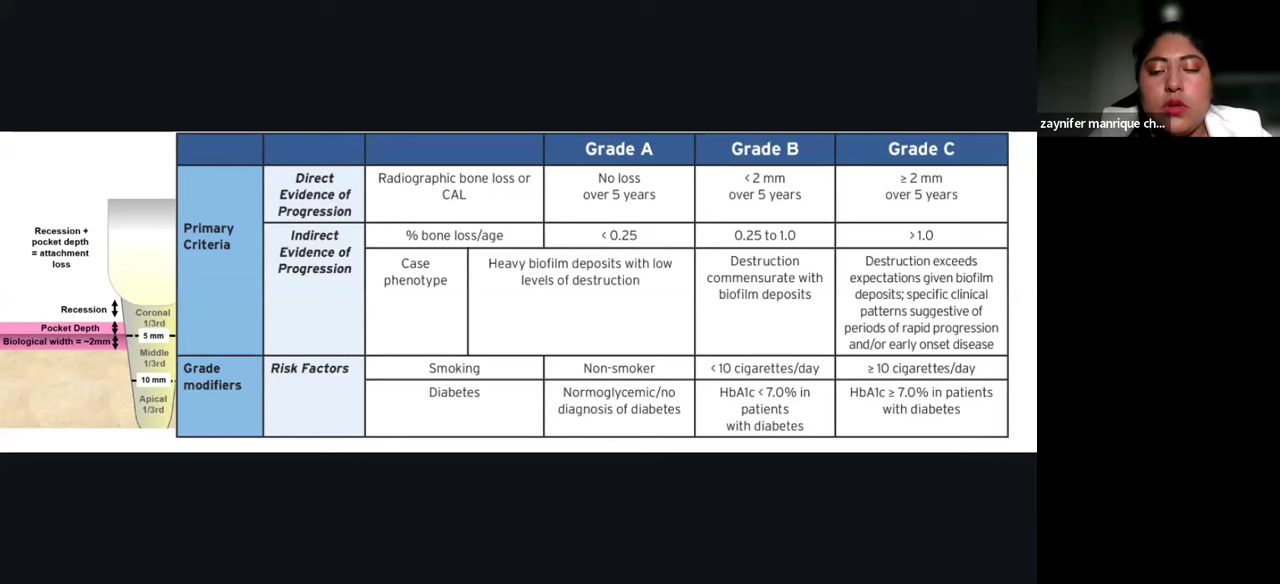 zaynifer manrique ch...
Grade A
Grade B
Grade C
Primary
Criteria
Direct
Evidence of
Progression
Radiographic bone loss or
CAL
No loss
over 5 years
< 2 mm
over 5 years
≥ 2 mm
over 5 years
Indirect
Evidence of
Progression
% bone loss/age
< 0.25
0.25 to 1.0
> 1.0
Case
phenotype
Heavy biofilm deposits with low
levels of destruction
Destruction
commensurate with
biofilm deposits
Destruction exceeds
expectations given biofilm
deposits; specific clinical
patterns suggestive of
periods of rapid progression
and/or early onset disease
Grade
modifiers
Risk Factors
Smoking
Non-smoker
< 10 cigarettes/day
≥ 10 cigarettes/day
Diabetes
Normoglycemic/no
diagnosis of diabetes
HbA1c < 7.0% in
patients
with diabetes
HbA1c ≥ 7.0% in patients
with diabetes
Recession +
pocket depth
= attachment
loss
Recession
Pocket Depth
Biological width = ~2mm
Coronal
1/3rd
5 mm
Middle
1/3rd
10 mm
Apical
1/3rd